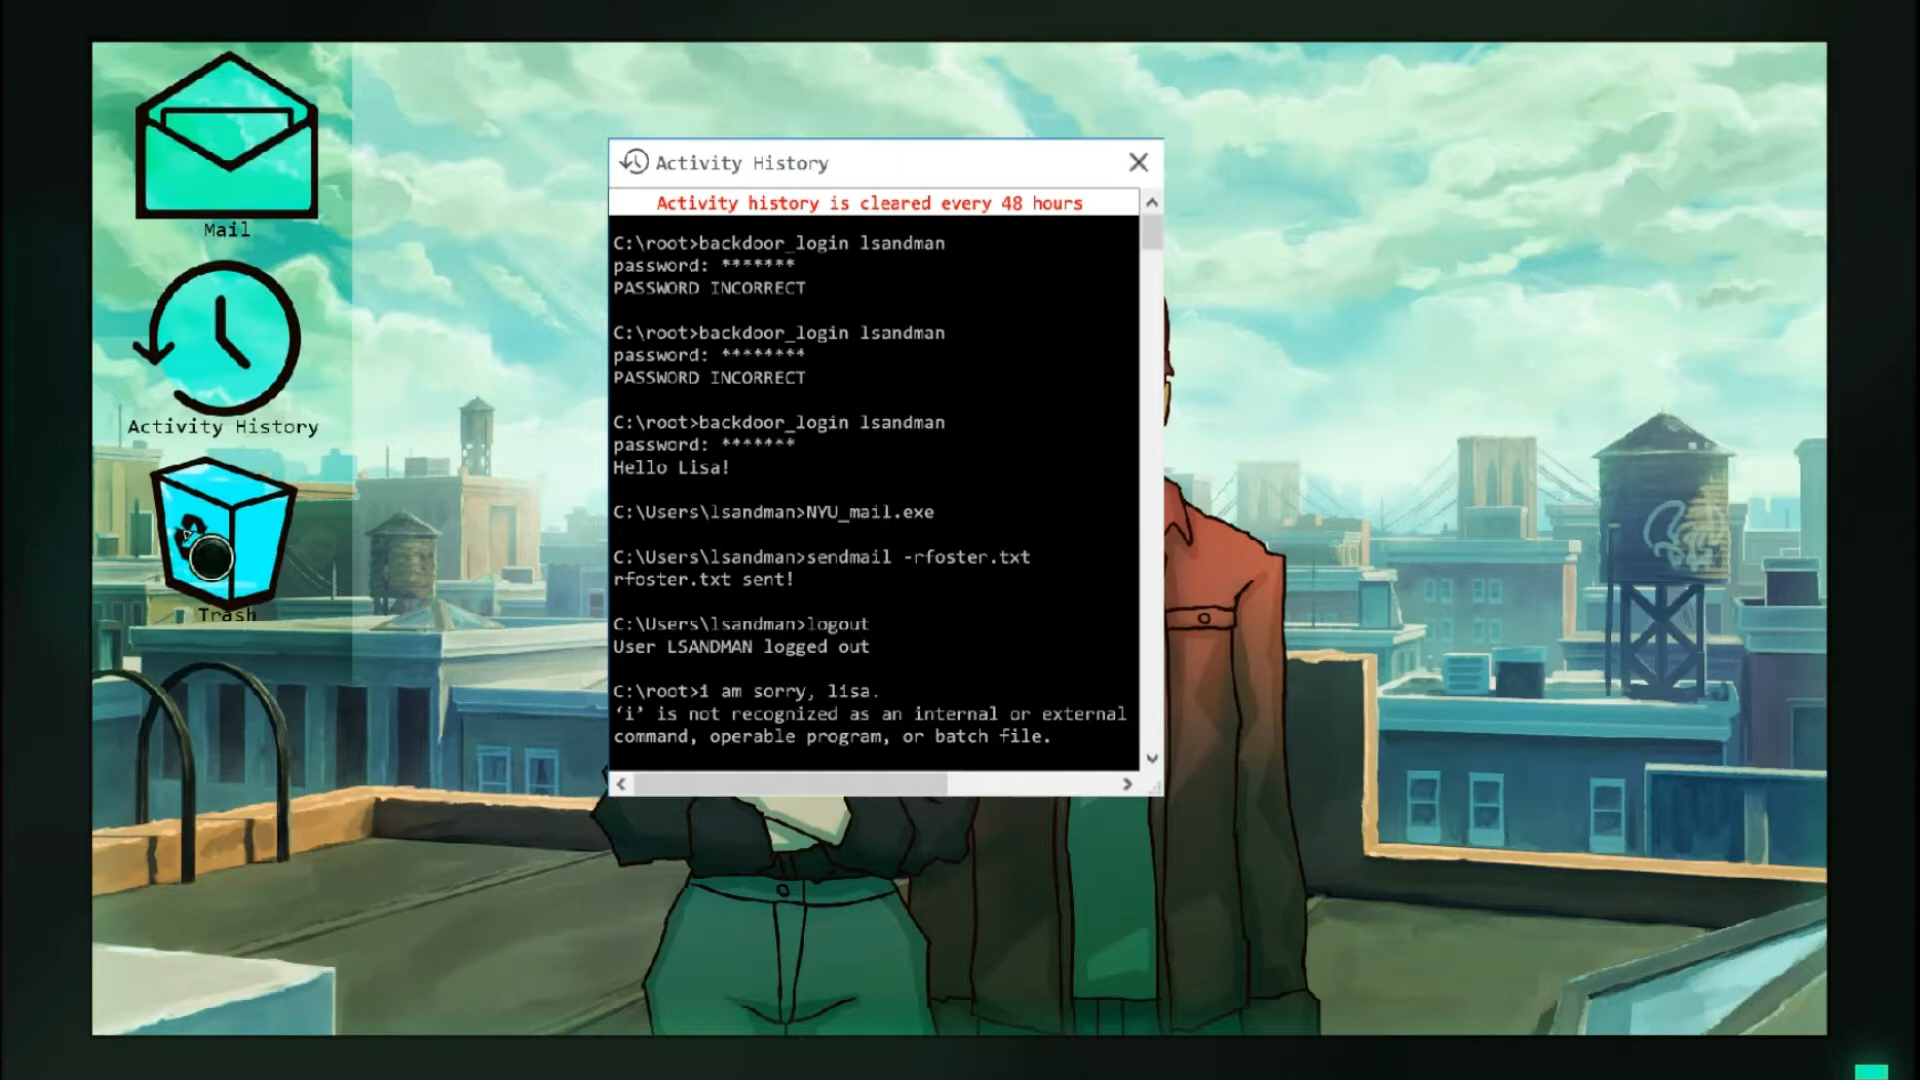 Mail
Activity History
Trash
Activity History
Activity history is cleared every 48 hours
C:\root>backdoor_login lsandman
password: *******
PASSWORD INCORRECT
C:\root>backdoor_login lsandman
password: ********
PASSWORD INCORRECT
C:\root>backdoor_login lsandman
password: *******
Hello Lisa!
C:\Users\lsandman>NYU_mail.exe
C:\Users\lsandman>sendmail -rfoster.txt
rfoster.txt sent!
C:\Users\lsandman>logout
User LSANDMAN logged out
C:\root>i am sorry, lisa.
‘i’ is not recognized as an internal or external
command, operable program, or batch file.